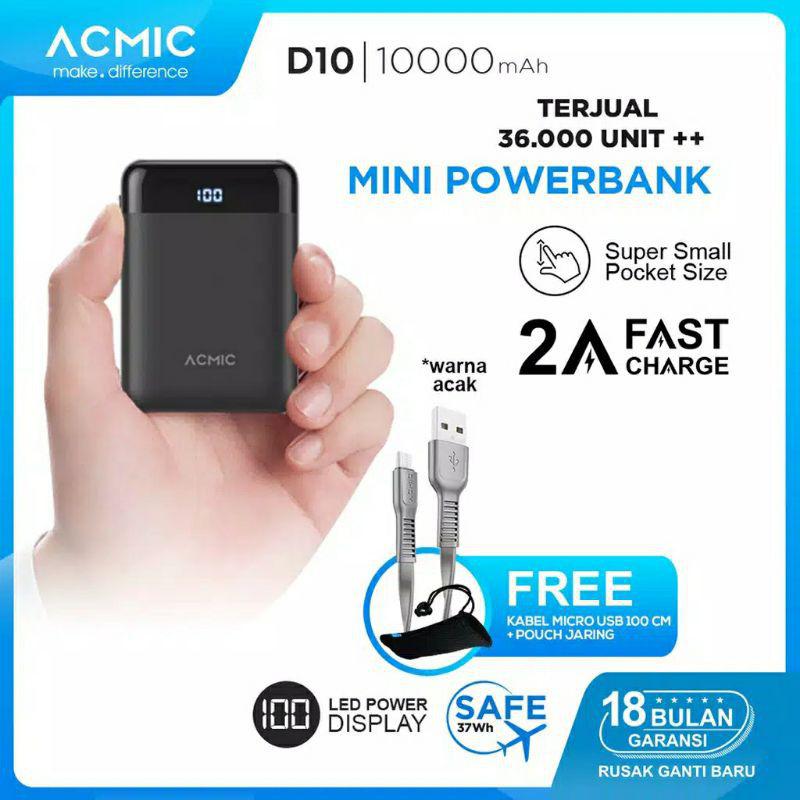 ACMIC
make.difference
D10 | 10000 mAh
TERJUAL
36.000 UNIT ++
MINI POWERBANK
100
ACMIC
Super Small
Pocket Size
2A FAST
CHARGE
*warna
acak
ACMIC
FREE
KABEL MICRO USB 100 CM
+ POUCH JARING
100
LED POWER
DISPLAY
SAFE
37Wh
18 BULAN
GARANSI
RUSAK GANTI BARU